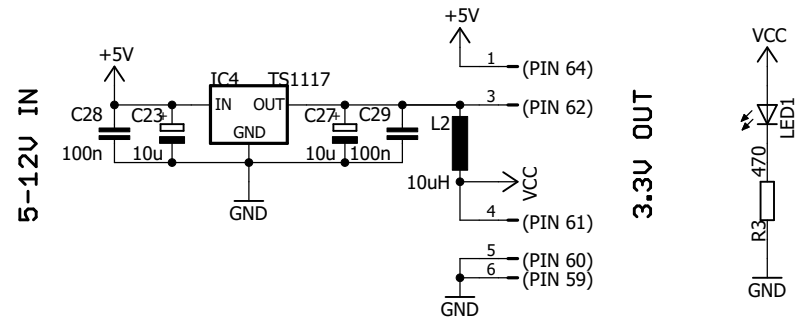 5-12V IN
+5V
IC4 TS1117
IN OUT
GND
C28
100n
C23
+
10u
C27
+
10u
C29
100n
GND
L2
10uH
VCC
+5V
1 (PIN 64)
3 (PIN 62)
4 (PIN 61)
5 (PIN 60)
6 (PIN 59)
GND
3.3V OUT
VCC
LED1
470
R3
GND